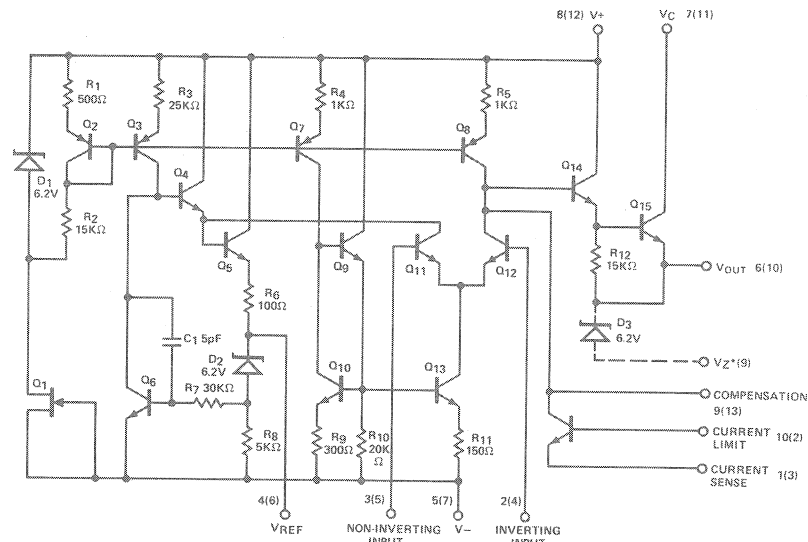 8(12) V+
VC 7(11)
R1
500Ω
R3
25KΩ
R4
1KΩ
R5
1KΩ
Q2
Q3
Q7
Q8
D1
6.2V
Q4
Q14
R2
15KΩ
Q15
Q5
Q9
Q11
Q12
R12
15KΩ
VOUT 6(10)
R6
100Ω
C1 5pF
D2
6.2V
D3
6.2V
VZ*(9)
Q1
Q6
R7 30KΩ
Q10
Q13
COMPENSATION
9(13)
R8
5KΩ
R9
300Ω
R10
20K
Ω
R11
150Ω
CURRENT 10(2)
LIMIT
CURRENT 1(3)
SENSE
4(6)
3(5)
5(7)
2(4)
VREF
NON-INVERTING
INPUT
V−
INVERTING
INPUT